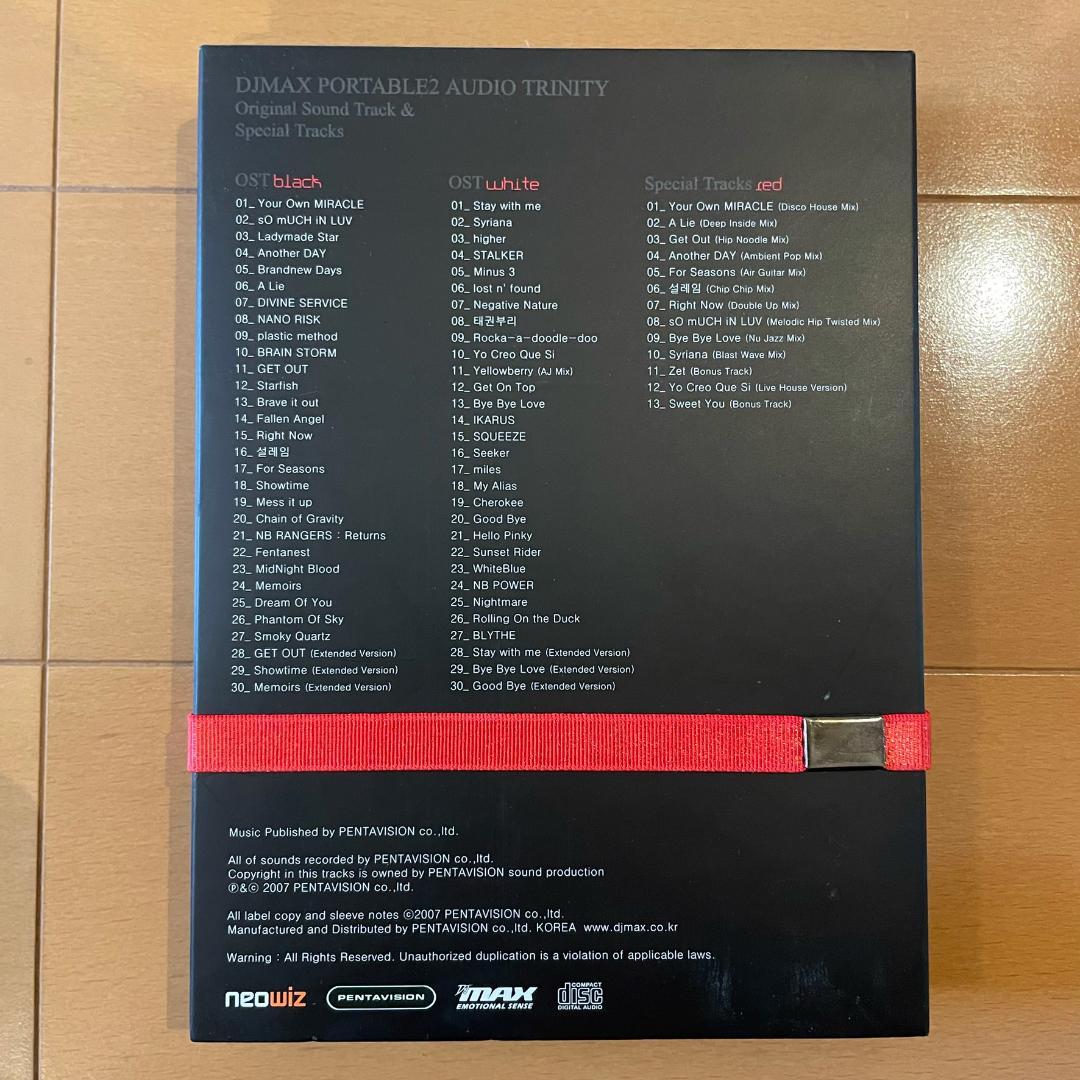 DJMAX PORTABLE2 AUDIO TRINITY
Original Sound Track &
Special Tracks
OST black
01_ Your Own MIRACLE
02_ sO mUCH iN LUV
03_ Ladymade Star
04_ Another DAY
05_ Brandnew Days
06_ A Lie
07_ DIVINE SERVICE
08_ NANO RISK
09_ plastic method
10_ BRAIN STORM
11_ GET OUT
12_ Starfish
13_ Brave it out
14_ Fallen Angel
15_ Right Now
16_ 설레임
17_ For Seasons
18_ Showtime
19_ Mess it up
20_ Chain of Gravity
21_ NB RANGERS : Returns
22_ Fentanest
23_ MidNight Blood
24_ Memoirs
25_ Dream Of You
26_ Phantom Of Sky
27_ Smoky Quartz
28_ GET OUT (Extended Version)
29_ Showtime (Extended Version)
30_ Memoirs (Extended Version)
OST white
01_ Stay with me
02_ Syriana
03_ higher
04_ STALKER
05_ Minus 3
06_ lost n' found
07_ Negative Nature
08_ 태권부리
09_ Rocka-a-doodle-doo
10_ Yo Creo Que Si
11_ Yellowberry (AJ Mix)
12_ Get On Top
13_ Bye Bye Love
14_ IKARUS
15_ SQUEEZE
16_ Seeker
17_ miles
18_ My Alias
19_ Cherokee
20_ Good Bye
21_ Hello Pinky
22_ Sunset Rider
23_ WhiteBlue
24_ NB POWER
25_ Nightmare
26_ Rolling On the Duck
27_ BLYTHE
28_ Stay with me (Extended Version)
29_ Bye Bye Love (Extended Version)
30_ Good Bye (Extended Version)
Special Tracks red
01_ Your Own MIRACLE (Disco House Mix)
02_ A Lie (Deep Inside Mix)
03_ Get Out (Hip Noodle Mix)
04_ Another DAY (Ambient Pop Mix)
05_ For Seasons (Air Guitar Mix)
06_ 설레임 (Chip Chip Mix)
07_ Right Now (Double Up Mix)
08_ sO mUCH iN LUV (Melodic Hip Twisted Mix)
09_ Bye Bye Love (Nu Jazz Mix)
10_ Syriana (Blast Wave Mix)
11_ Zet (Bonus Track)
12_ Yo Creo Que Si (Live House Version)
13_ Sweet You (Bonus Track)
Music Published by PENTAVISION co.,ltd.
All of sounds recorded by PENTAVISION co.,ltd.
Copyright in this tracks is owned by PENTAVISION sound production
℗&© 2007 PENTAVISION co.,ltd.
All label copy and sleeve notes ©2007 PENTAVISION co.,ltd.
Manufactured and Distributed by PENTAVISION co.,ltd. KOREA www.djmax.co.kr
Warning : All Rights Reserved. Unauthorized duplication is a violation of applicable laws.
neowiz
PENTAVISION
DJMAX
EMOTIONAL SENSE
COMPACT
disc
DIGITAL AUDIO